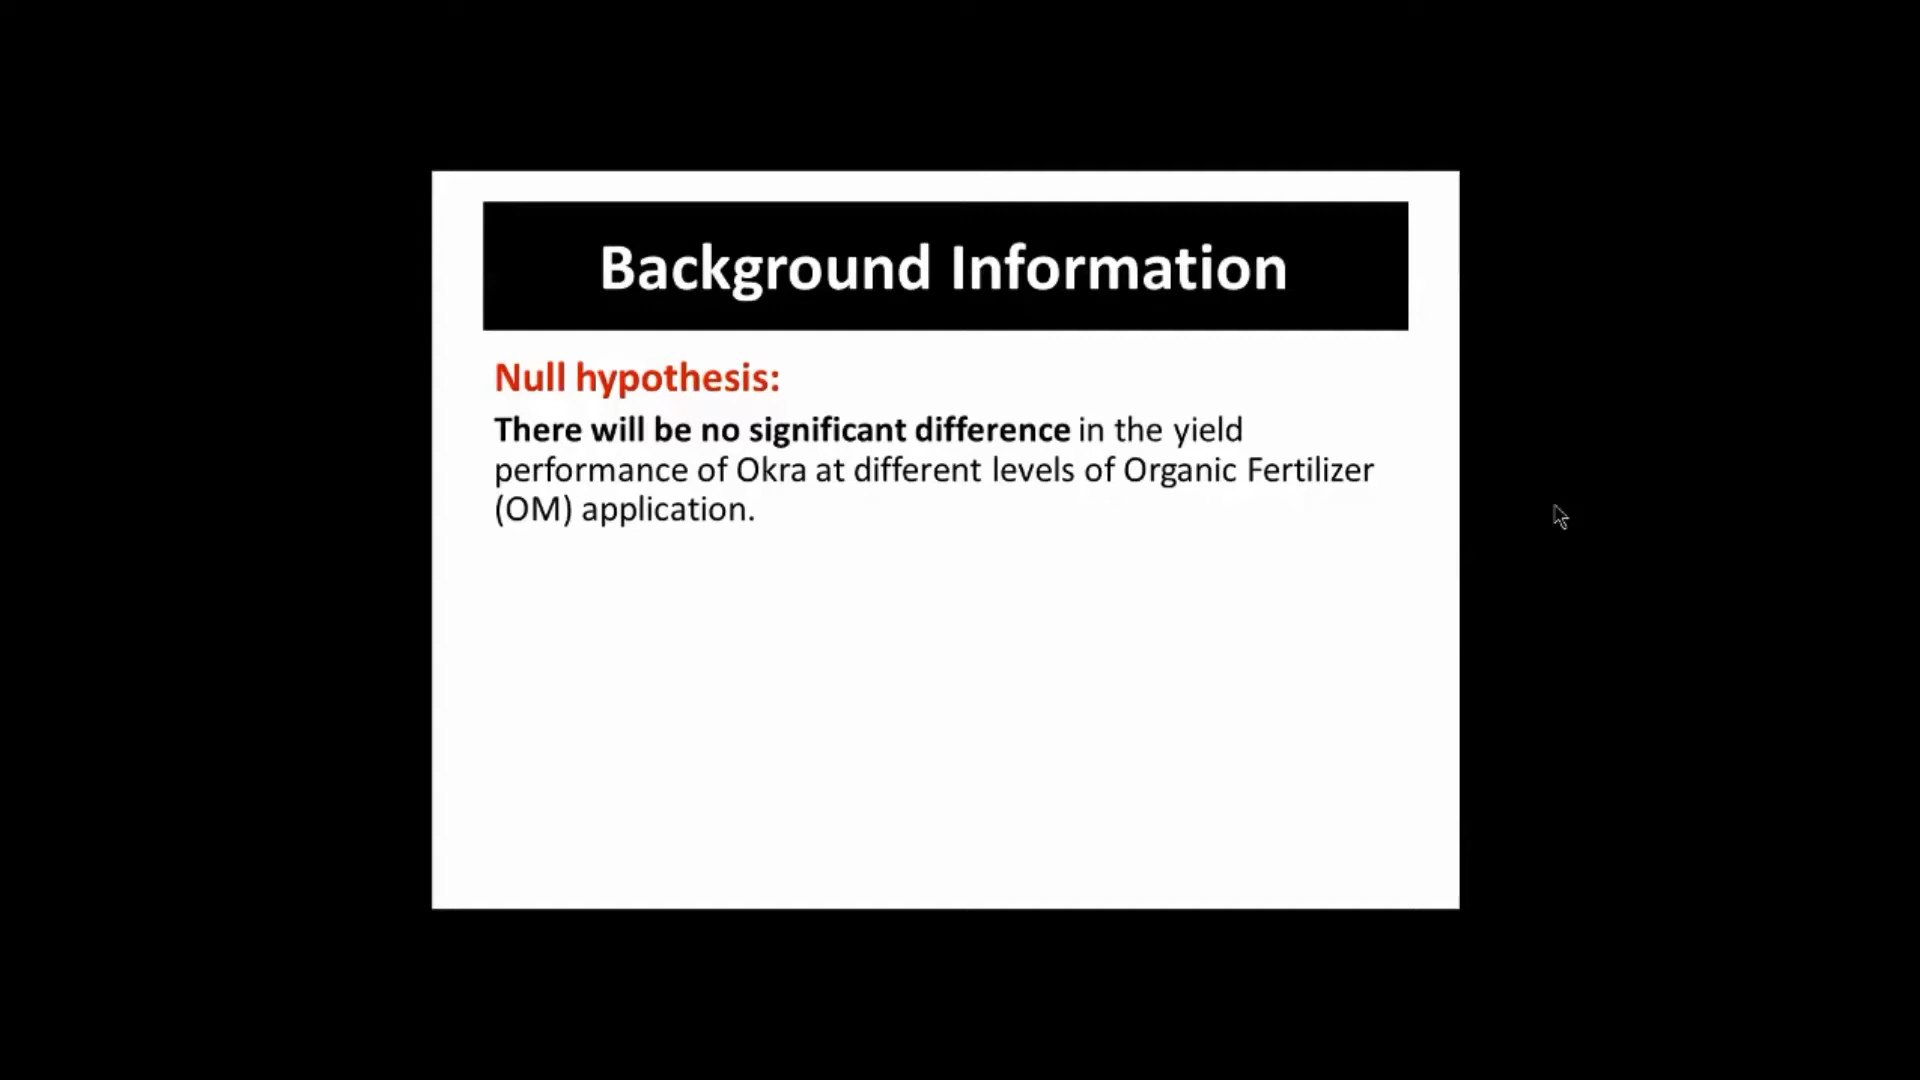 Background Information
Null hypothesis:
There will be no significant difference in the yield
performance of Okra at different levels of Organic Fertilizer
(OM) application.